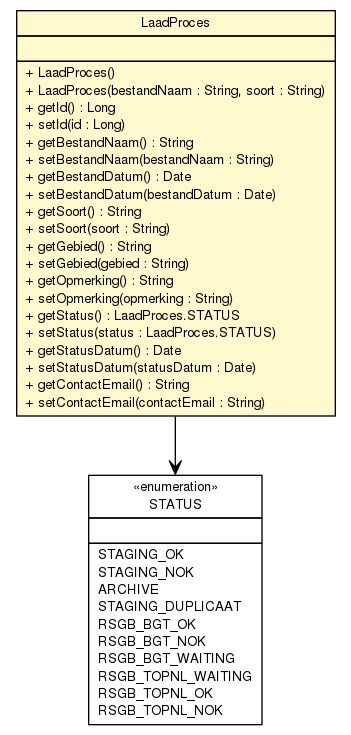 LaadProces
+ LaadProces()
+ LaadProces(bestandNaam : String, soort : String)
+ getId() : Long
+ setId(id : Long)
+ getBestandNaam() : String
+ setBestandNaam(bestandNaam : String)
+ getBestandDatum() : Date
+ setBestandDatum(bestandDatum : Date)
+ getSoort() : String
+ setSoort(soort : String)
+ getGebied() : String
+ setGebied(gebied : String)
+ getOpmerking() : String
+ setOpmerking(opmerking : String)
+ getStatus() : LaadProces.STATUS
+ setStatus(status : LaadProces.STATUS)
+ getStatusDatum() : Date
+ setStatusDatum(statusDatum : Date)
+ getContactEmail() : String
+ setContactEmail(contactEmail : String)
«enumeration»
STATUS
STAGING_OK
STAGING_NOK
ARCHIVE
STAGING_DUPLICAAT
RSGB_BGT_OK
RSGB_BGT_NOK
RSGB_BGT_WAITING
RSGB_TOPNL_WAITING
RSGB_TOPNL_OK
RSGB_TOPNL_NOK